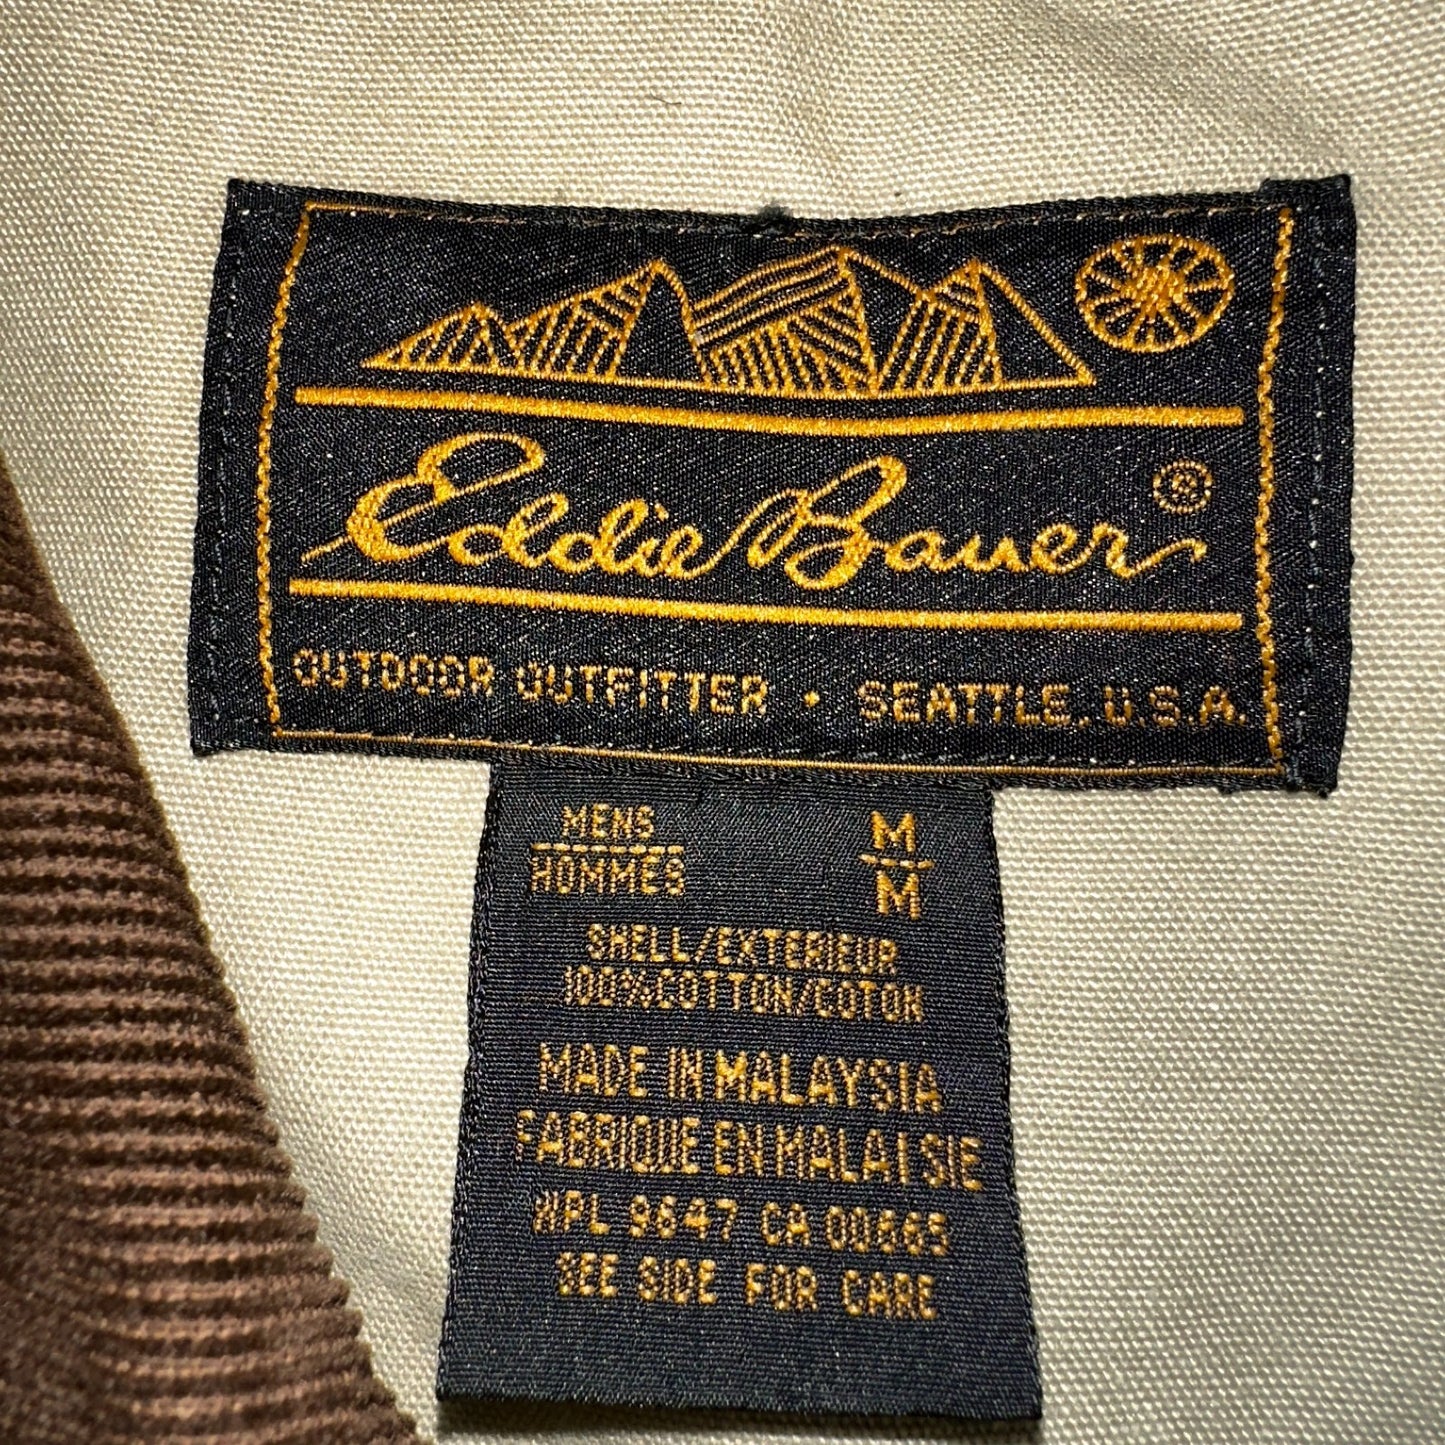 Eddie Bauer ®
OUTDOOR OUTFITTER · SEATTLE, U.S.A.
MENS M
HOMMES M
SHELL/EXTERIEUR
100%COTTON/COTON
MADE IN MALAYSIA
FABRIQUE EN MALAISIE
WPL 9647 CA 00665
SEE SIDE FOR CARE